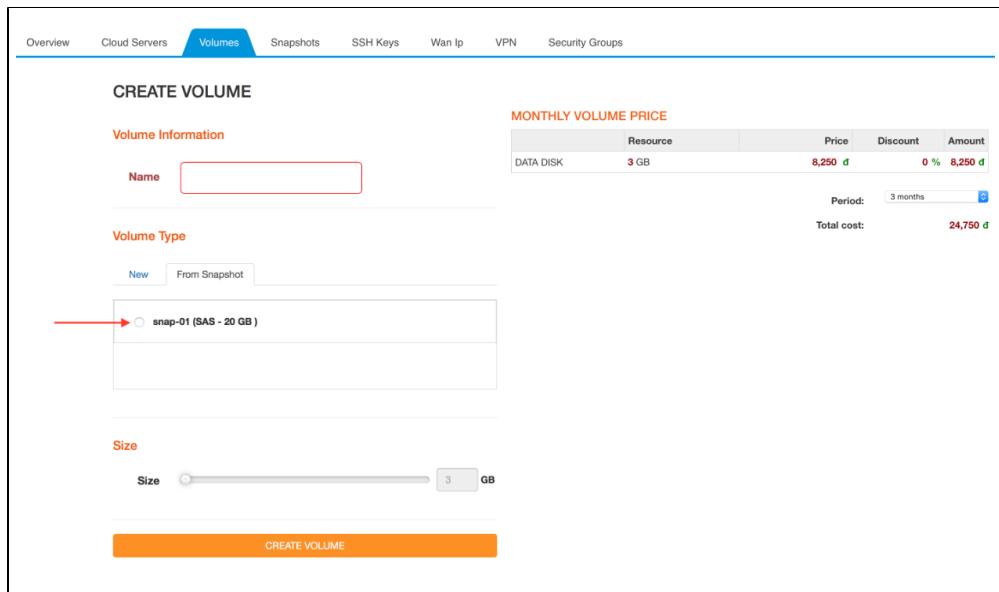 Overview Cloud Servers Volumes Snapshots SSH Keys Wan Ip VPN Security Groups
CREATE VOLUME
Volume Information
Name
Volume Type
New From Snapshot
snap-01 (SAS - 20 GB )
Size
Size 3 GB
CREATE VOLUME
MONTHLY VOLUME PRICE
Resource Price Discount Amount
DATA DISK 3 GB 8,250 đ 0 % 8,250 đ
Period: 3 months
Total cost: 24,750 đ